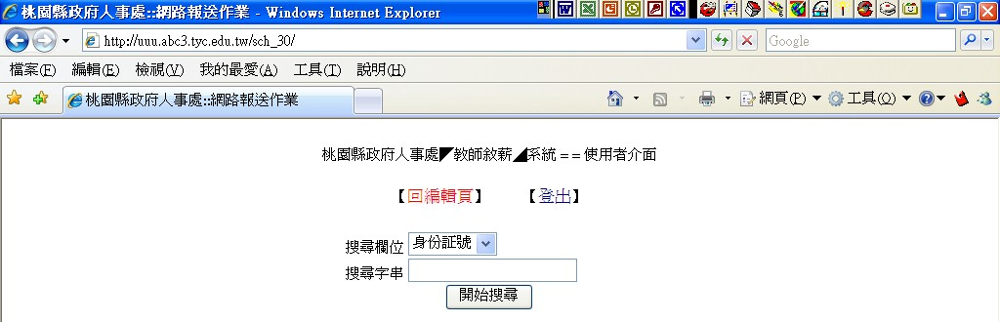 桃園縣政府人事處::網路報送作業 - Windows Internet Explorer
http://uuu.abc3.tyc.edu.tw/sch_30/
Google
檔案(F) 編輯(E) 檢視(V) 我的最愛(A) 工具(T) 說明(H)
桃園縣政府人事處::網路報送作業
網頁(P) 工具(O)
桃園縣政府人事處◤教師敘薪◢系統 = = 使用者介面
【回編輯頁】 【登出】
搜尋欄位 身份証號
搜尋字串
開始搜尋